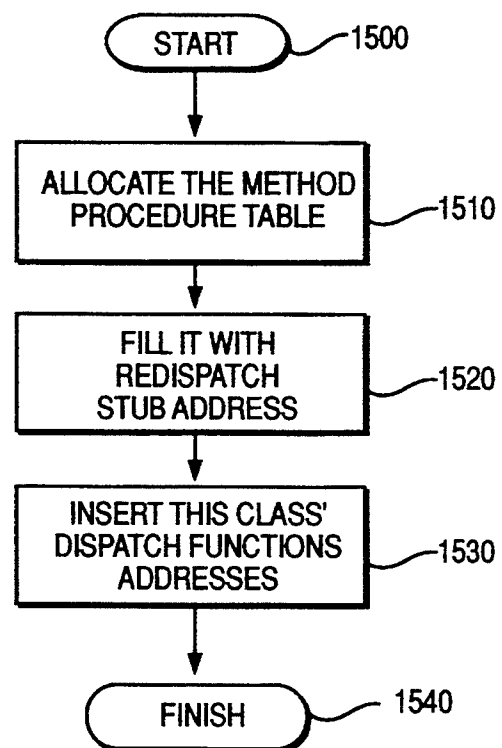 START
1500
ALLOCATE THE METHOD
PROCEDURE TABLE
1510
FILL IT WITH
REDISPATCH
STUB ADDRESS
1520
INSERT THIS CLASS'
DISPATCH FUNCTIONS
ADDRESSES
1530
FINISH
1540